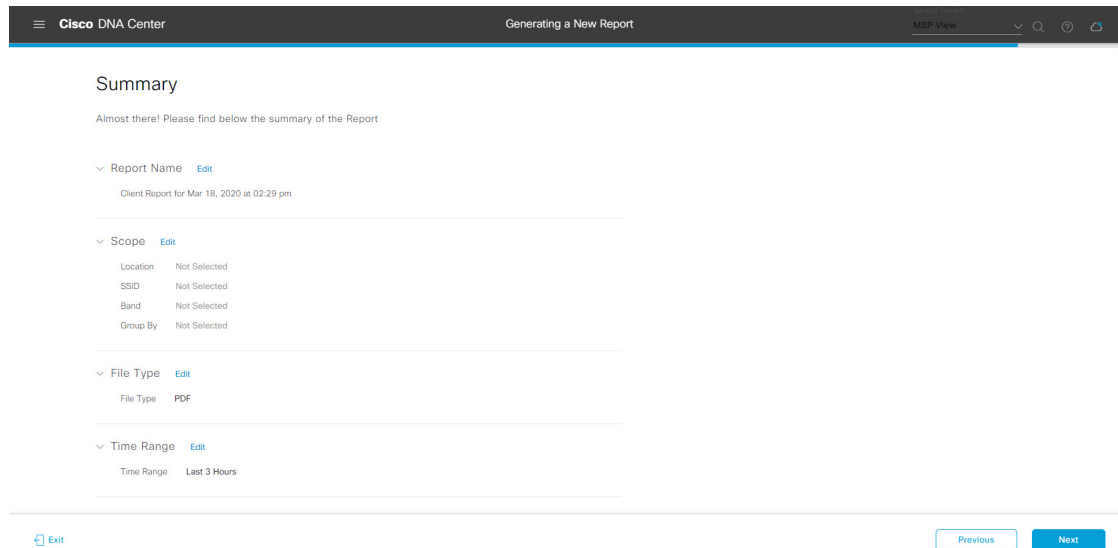 Cisco DNA Center
Generating a New Report
MSP View
Summary
Almost there! Please find below the summary of the Report
Report Name Edit
Client Report for Mar 18, 2020 at 02:29 pm
Scope Edit
Location Not Selected
SSID Not Selected
Band Not Selected
Group By Not Selected
File Type Edit
File Type PDF
Time Range Edit
Time Range Last 3 Hours
Exit
Previous
Next